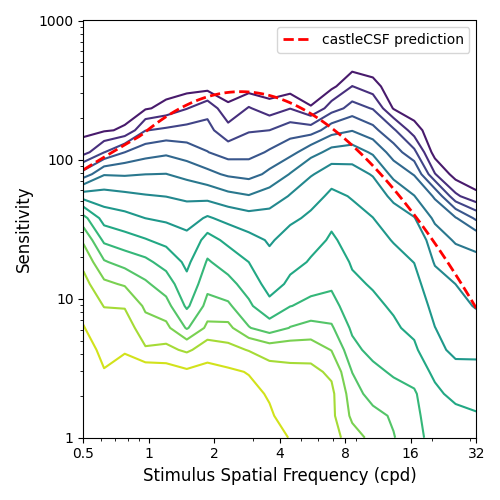 1000
castleCSF prediction
100
Sensitivity
10
1
0.5 1 2 4 8 16 32
Stimulus Spatial Frequency (cpd)